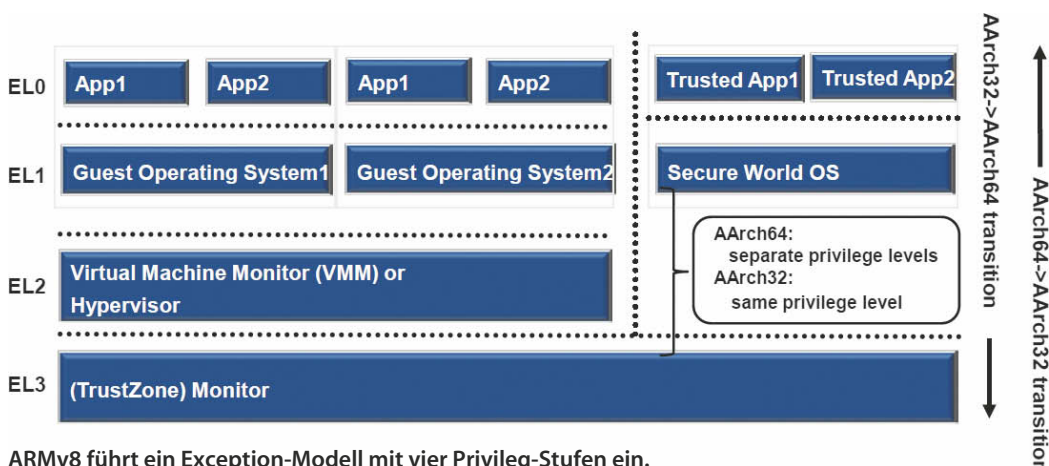 EL0
App1
App2
App1
App2
Trusted App1
Trusted App2
EL1
Guest Operating System1
Guest Operating System2
Secure World OS
AArch64:
separate privilege levels
AArch32:
same privilege level
EL2
Virtual Machine Monitor (VMM) or
Hypervisor
EL3
(TrustZone) Monitor
AArch32->AArch64 transition
AArch64->AArch32 transition
ARMv8 führt ein Exception-Modell mit vier Privileg-Stufen ein.